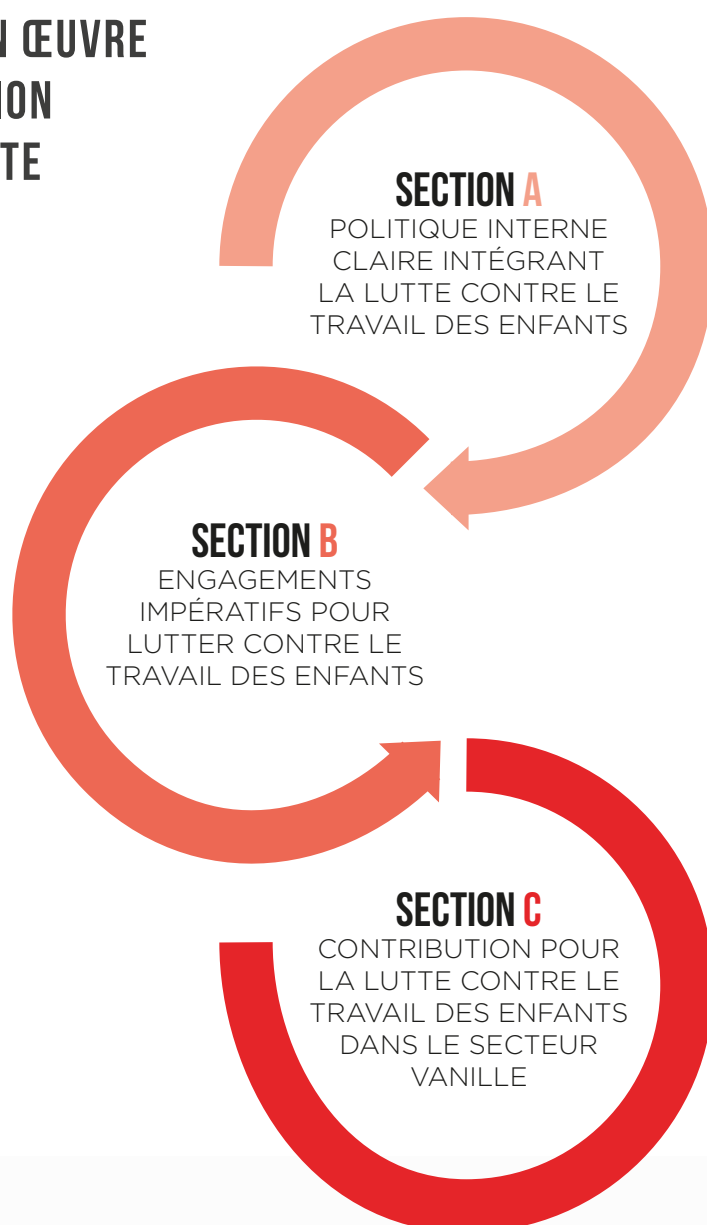 N ŒUVRE
ION
TE
SECTION A
POLITIQUE INTERNE
CLAIRE INTÉGRANT
LA LUTTE CONTRE LE
TRAVAIL DES ENFANTS
SECTION B
ENGAGEMENTS
IMPÉRATIFS POUR
LUTTER CONTRE LE
TRAVAIL DES ENFANTS
SECTION C
CONTRIBUTION POUR
LA LUTTE CONTRE LE
TRAVAIL DES ENFANTS
DANS LE SECTEUR
VANILLE